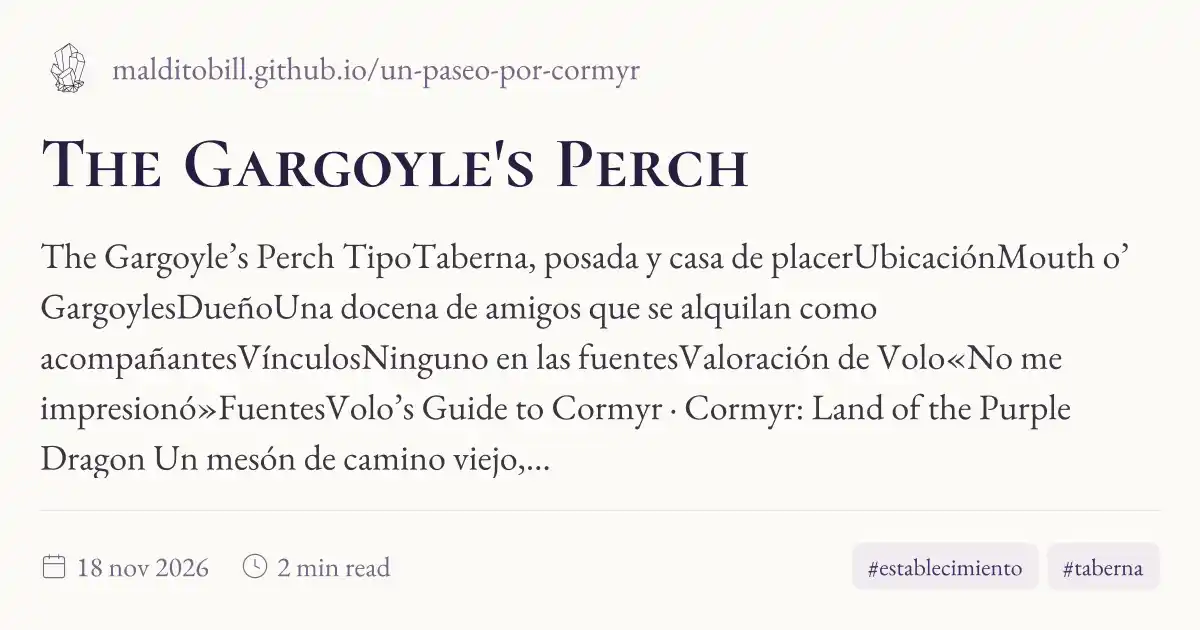 malditobill.github.io/un-paseo-por-cormyr
The Gargoyle's Perch
The Gargoyle’s Perch TipoTaberna, posada y casa de placerUbicaciónMouth o’
GargoylesDueñoUna docena de amigos que se alquilan como
acompañantesVínculosNinguno en las fuentesValoración de Volo«No me
impresionó»FuentesVolo’s Guide to Cormyr · Cormyr: Land of the Purple
Dragon Un mesón de camino viejo,...
18 nov 2026 2 min read #establecimiento #taberna